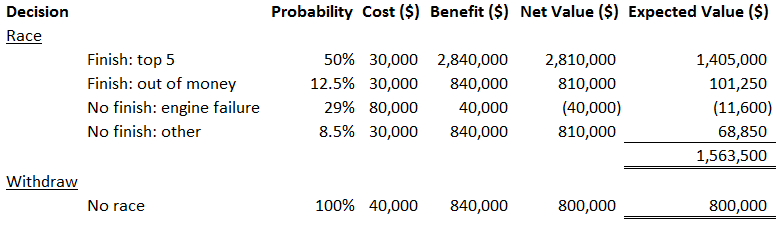 Decision Probability Cost ($) Benefit ($) Net Value ($) Expected Value ($)
Race
Finish: top 5 50% 30,000 2,840,000 2,810,000 1,405,000
Finish: out of money 12.5% 30,000 840,000 810,000 101,250
No finish: engine failure 29% 80,000 40,000 (40,000) (11,600)
No finish: other 8.5% 30,000 840,000 810,000 68,850
1,563,500
Withdraw
No race 100% 40,000 840,000 800,000 800,000